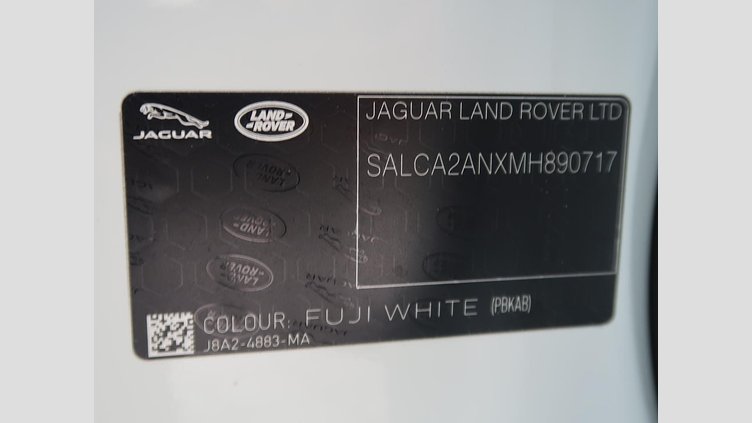 JAGUAR
LAND ROVER
JAGUAR LAND ROVER LTD
SALCA2ANXMH890717
COLOUR: FUJI WHITE (PBKAB)
J8A2-4883-MA